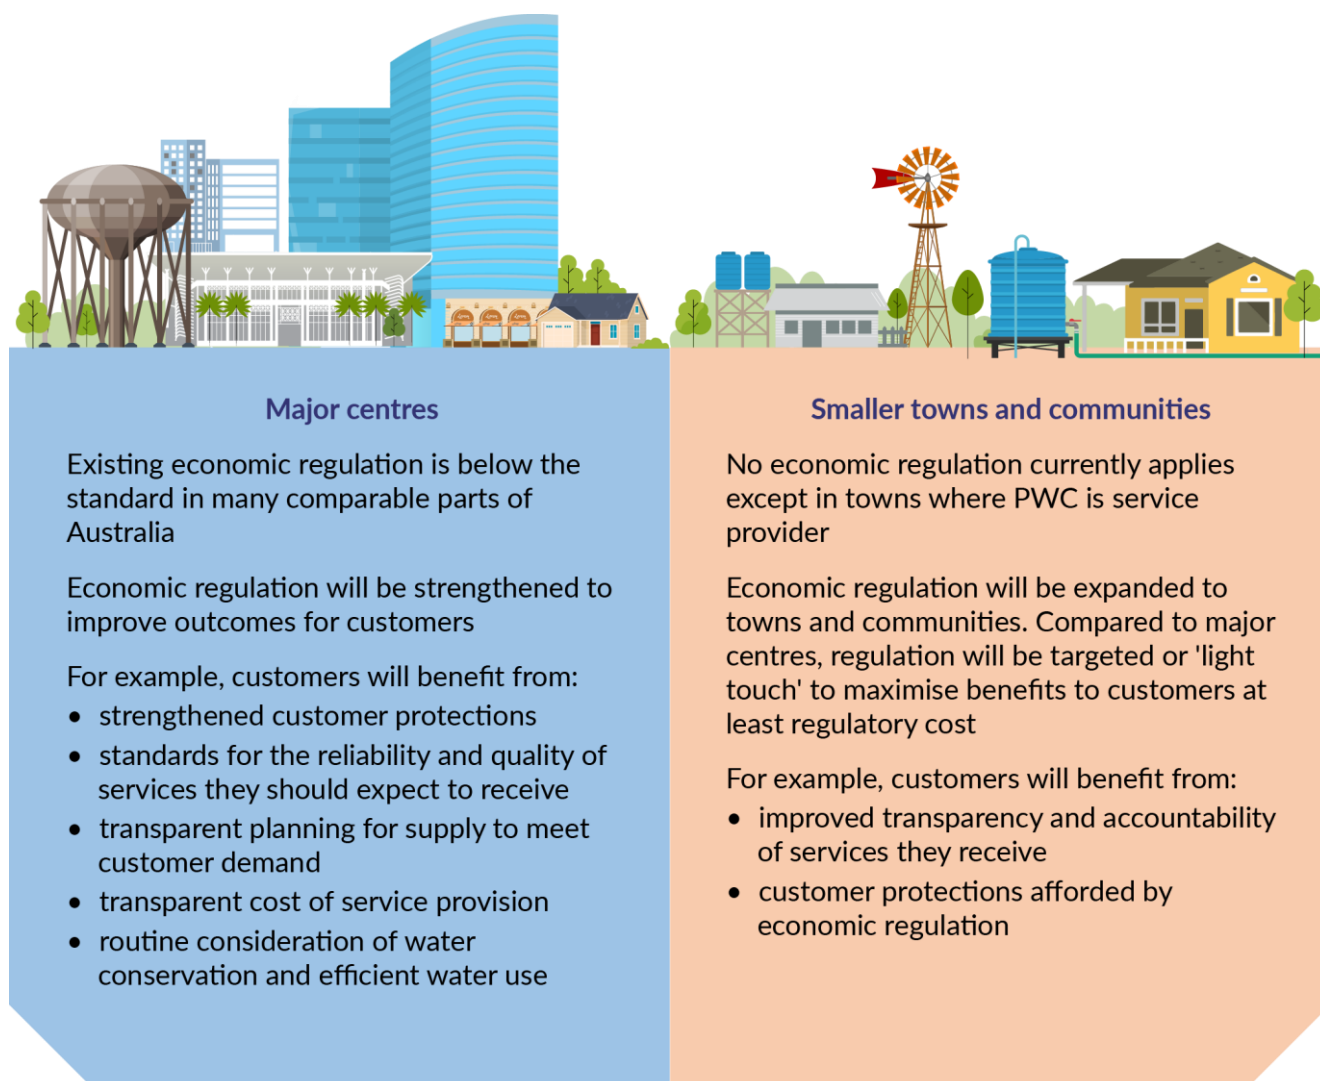 Major centres
Existing economic regulation is below the
standard in many comparable parts of
Australia
Economic regulation will be strengthened to
improve outcomes for customers
For example, customers will benefit from:
• strengthened customer protections
• standards for the reliability and quality of
services they should expect to receive
• transparent planning for supply to meet
customer demand
• transparent cost of service provision
• routine consideration of water
conservation and efficient water use
Smaller towns and communities
No economic regulation currently applies
except in towns where PWC is service
provider
Economic regulation will be expanded to
towns and communities. Compared to major
centres, regulation will be targeted or 'light
touch' to maximise benefits to customers at
least regulatory cost
For example, customers will benefit from:
• improved transparency and accountability
of services they receive
• customer protections afforded by
economic regulation